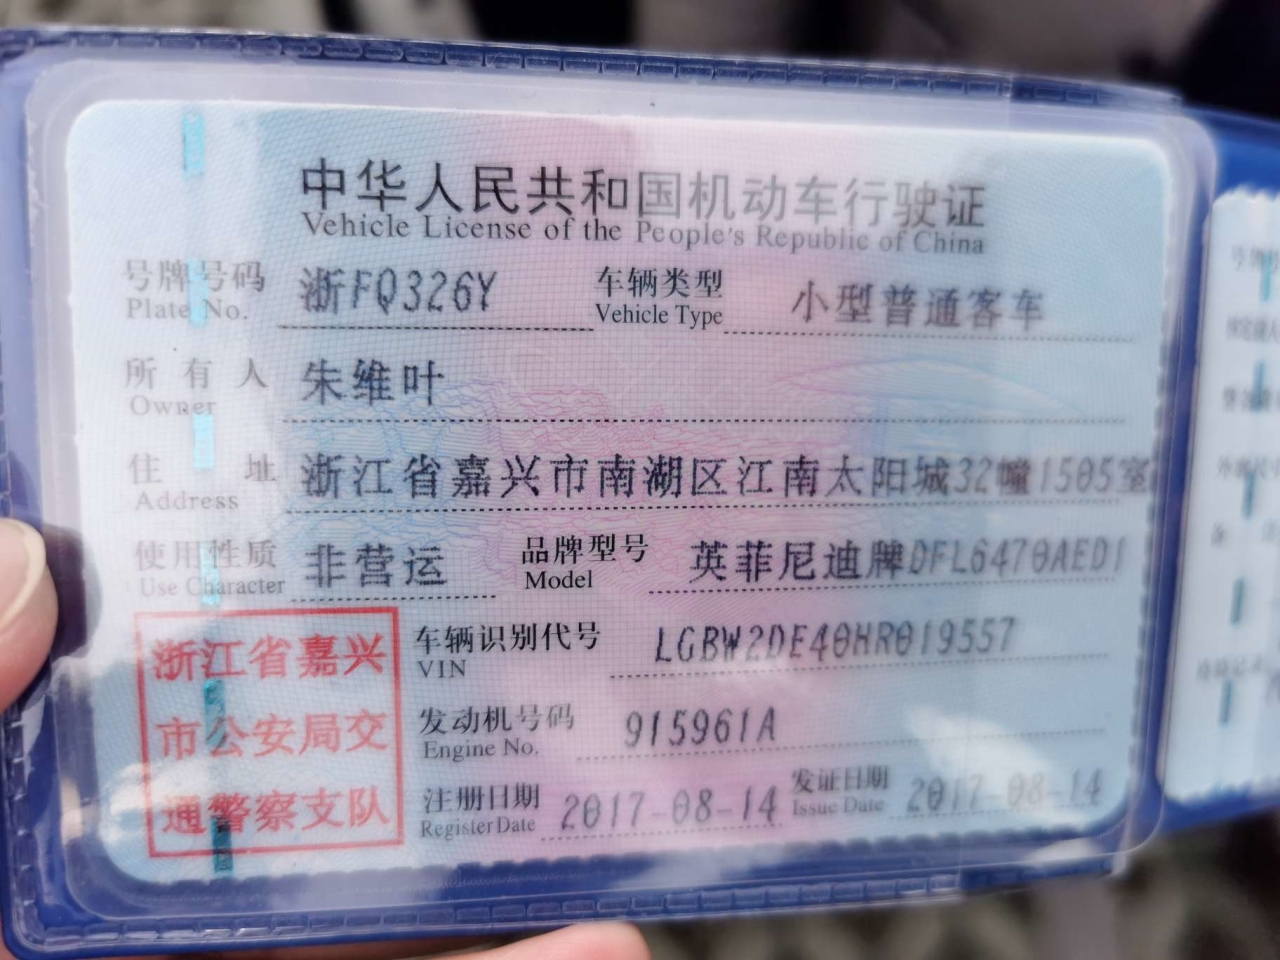 中华人民共和国机动车行驶证
Vehicle License of the People's Republic of China
号牌号码 浙FQ326Y 车辆类型 小型普通客车
Plate No. Vehicle Type
所有人 朱维叶
Owner
住址 浙江省嘉兴市南湖区江南太阳城32幢1505室
Address
使用性质 非营运 品牌型号 英菲尼迪牌DFL6470AED1
Use Character Model
浙江省嘉兴
市公安局交
通警察支队
车辆识别代号 LGBW2DE40HR019557
VIN
发动机号码 915961A
Engine No.
注册日期 2017-08-14 发证日期 2017-08-14
Register Date Issue Date